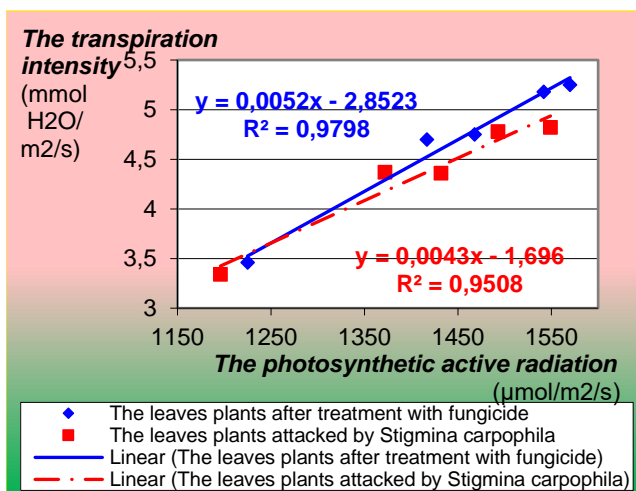 The transpiration
intensity
(mmol
H2O/
m2/s)
5,5
5
4,5
4
3,5
3
y = 0,0052x - 2,8523
R² = 0,9798
y = 0,0043x - 1,696
R² = 0,9508
1150 1250 1350 1450 1550
The photosynthetic active radiation
(µmol/m2/s)
The leaves plants after treatment with fungicide
The leaves plants attacked by Stigmina carpophila
Linear (The leaves plants after treatment with fungicide)
Linear (The leaves plants attacked by Stigmina carpophila)